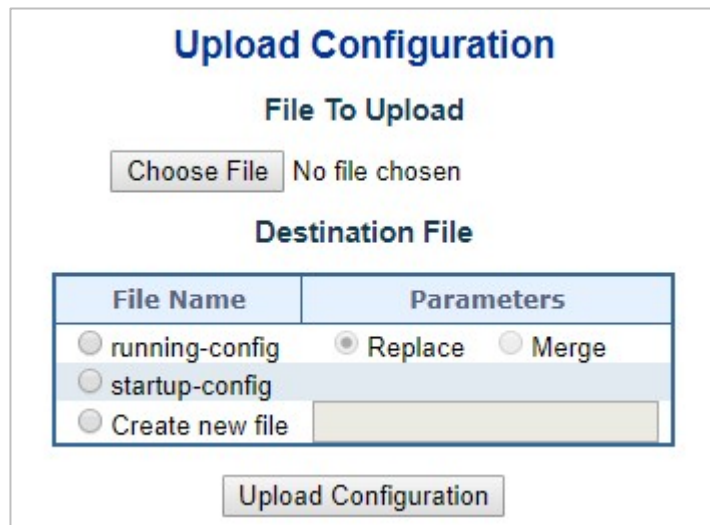 Upload Configuration
File To Upload
Choose File No file chosen
Destination File
File Name Parameters
running-config Replace Merge
startup-config
Create new file
Upload Configuration